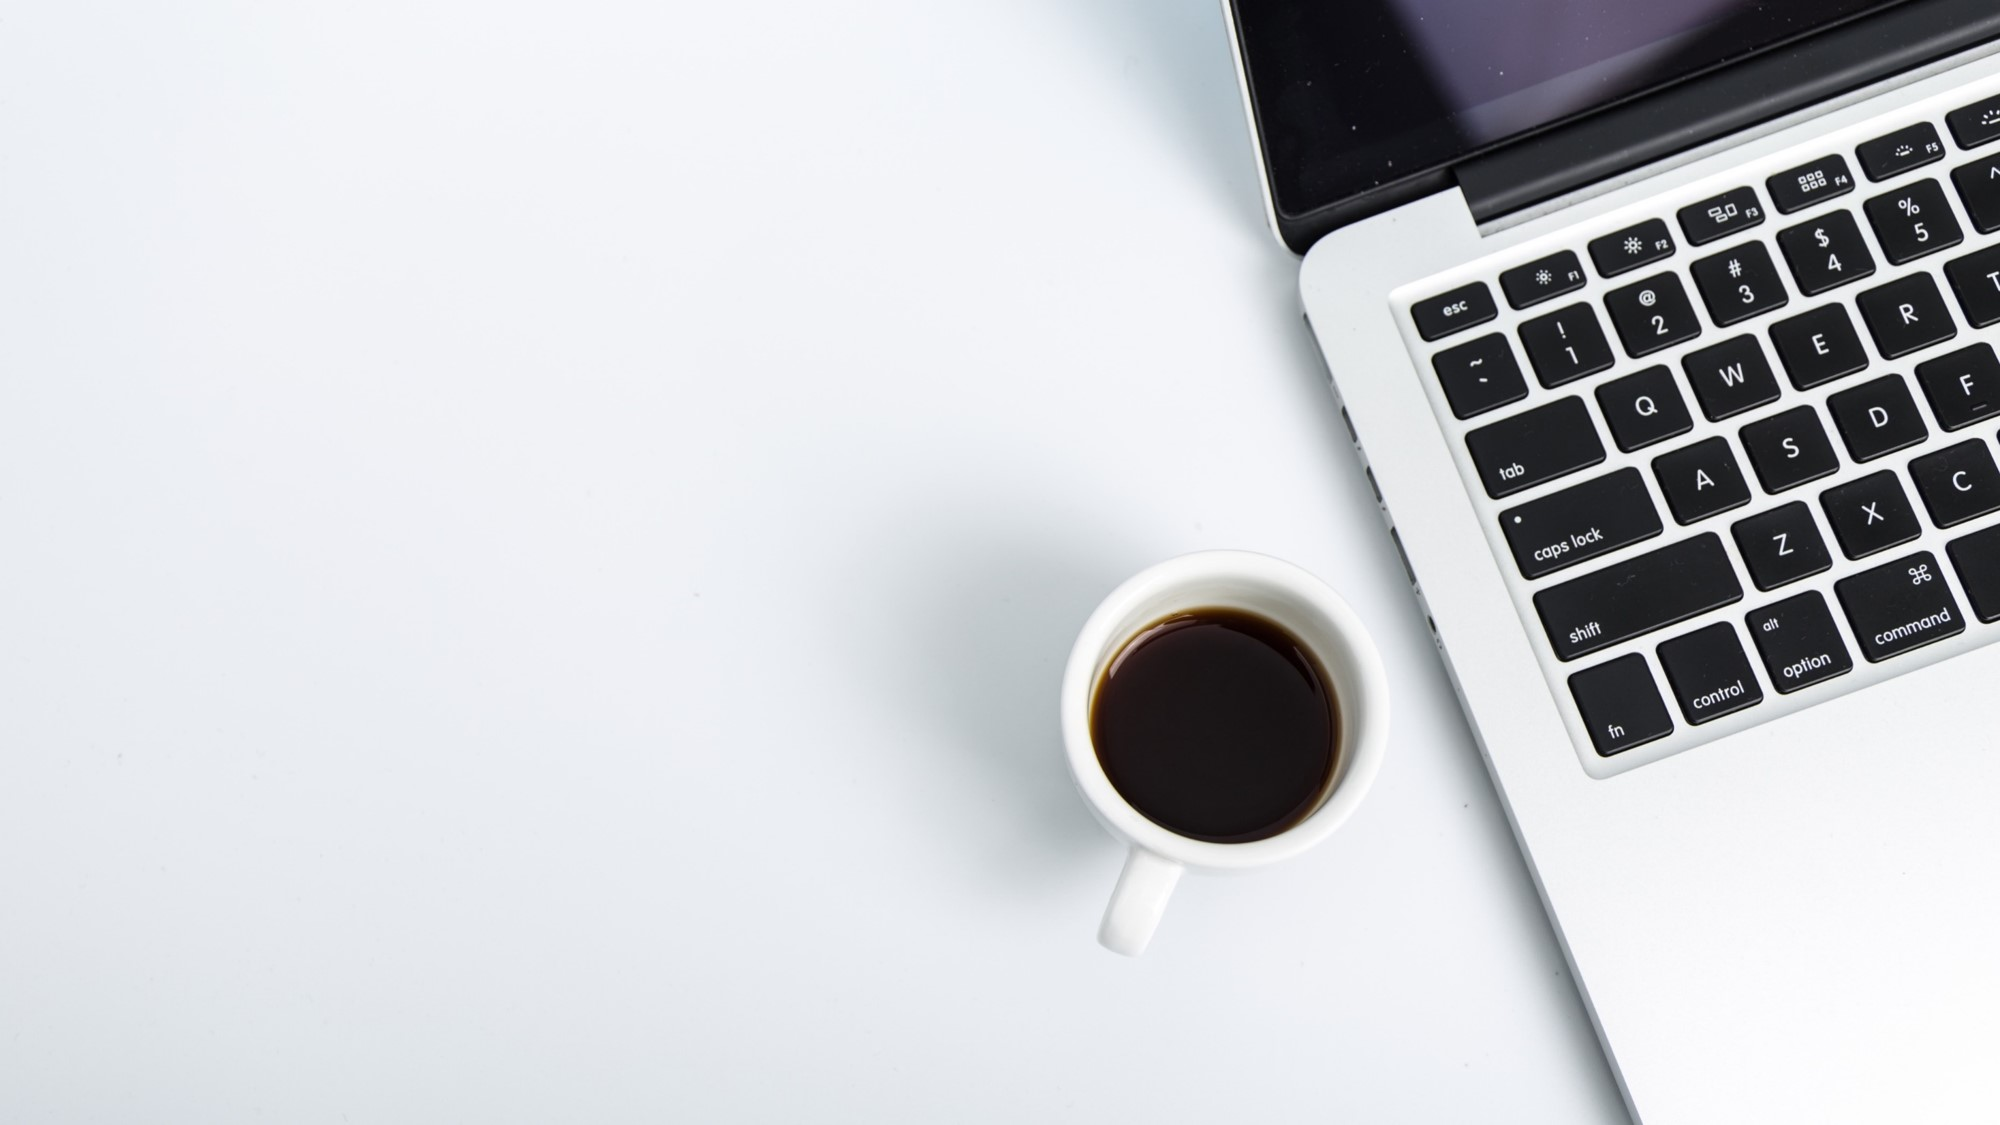 esc F1 F2 F3 F4 F5
~ ` ! 1 @ 2 # 3 $ 4 % 5 ^
tab Q W E R T
caps lock A S D F
shift Z X C
fn control alt option ⌘ command